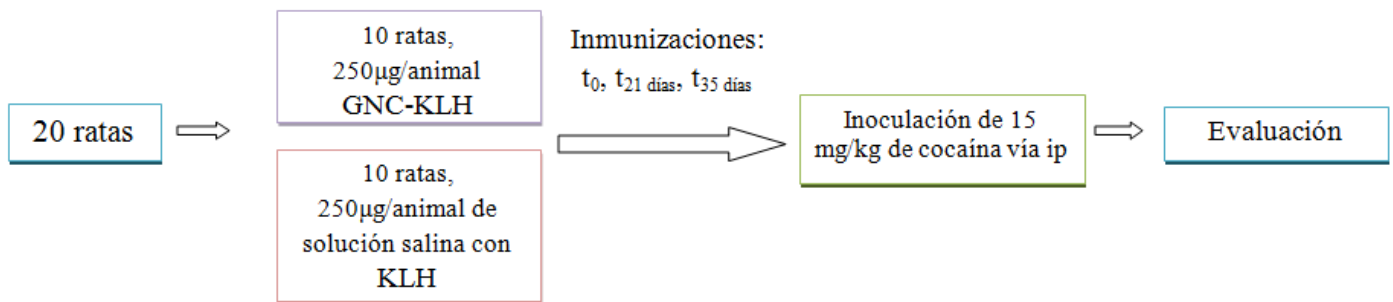 20 ratas
10 ratas,
250µg/animal
GNC-KLH
10 ratas,
250µg/animal de
solución salina con
KLH
Inmunizaciones:
t0, t21 días, t35 días
Inoculación de 15
mg/kg de cocaína vía ip
Evaluación